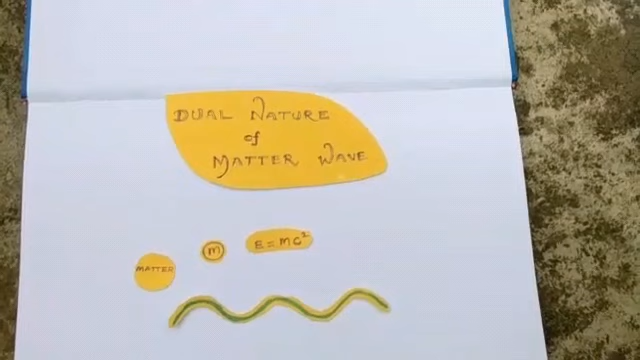 DUAL NATURE
of
MATTER WAVE
m
E = MC²
MATTER